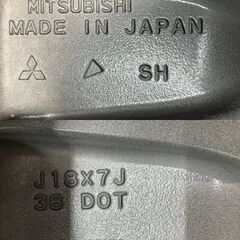 MITSUBISHI
MADE IN JAPAN
SH
J18X7J
38 DOT